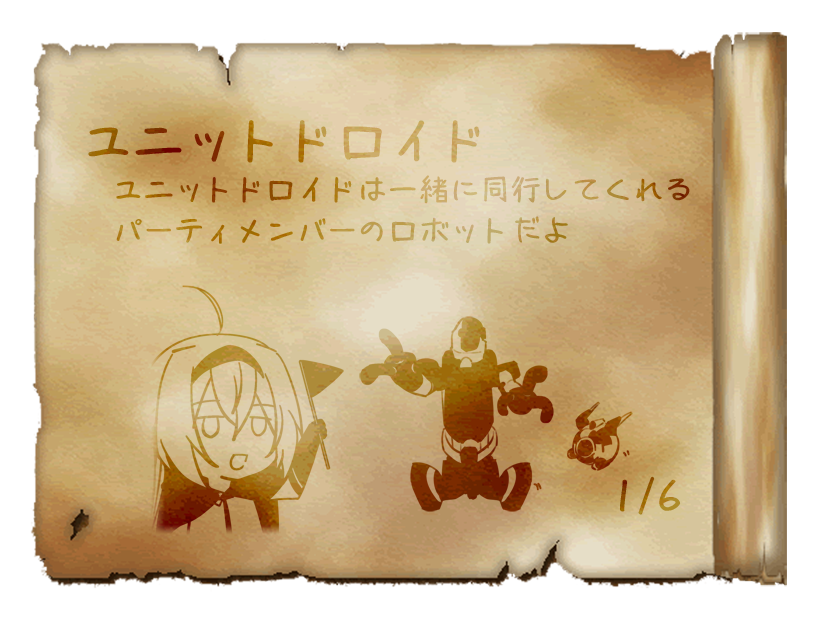 ユニットドロイド
ユニットドロイドは一緒に同行してくれる
パーティメンバーのロボットだよ
1/6